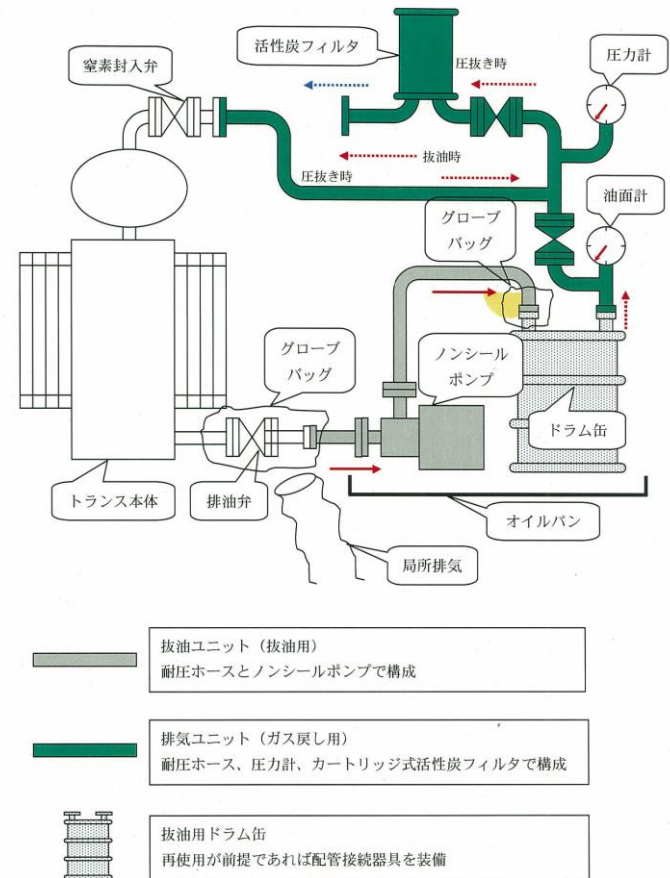 活性炭フィルタ
圧力計
窒素封入弁
圧抜き時
抜油時
圧抜き時
油面計
グローブ
バッグ
グローブ
バッグ
ノンシール
ポンプ
ドラム缶
トランス本体
排油弁
オイルパン
局所排気
抜油ユニット（抜油用）
耐圧ホースとノンシールポンプで構成
排気ユニット（ガス戻し用）
耐圧ホース、圧力計、カートリッジ式活性炭フィルタで構成
抜油用ドラム缶
再使用が前提であれば配管接続器具を装備